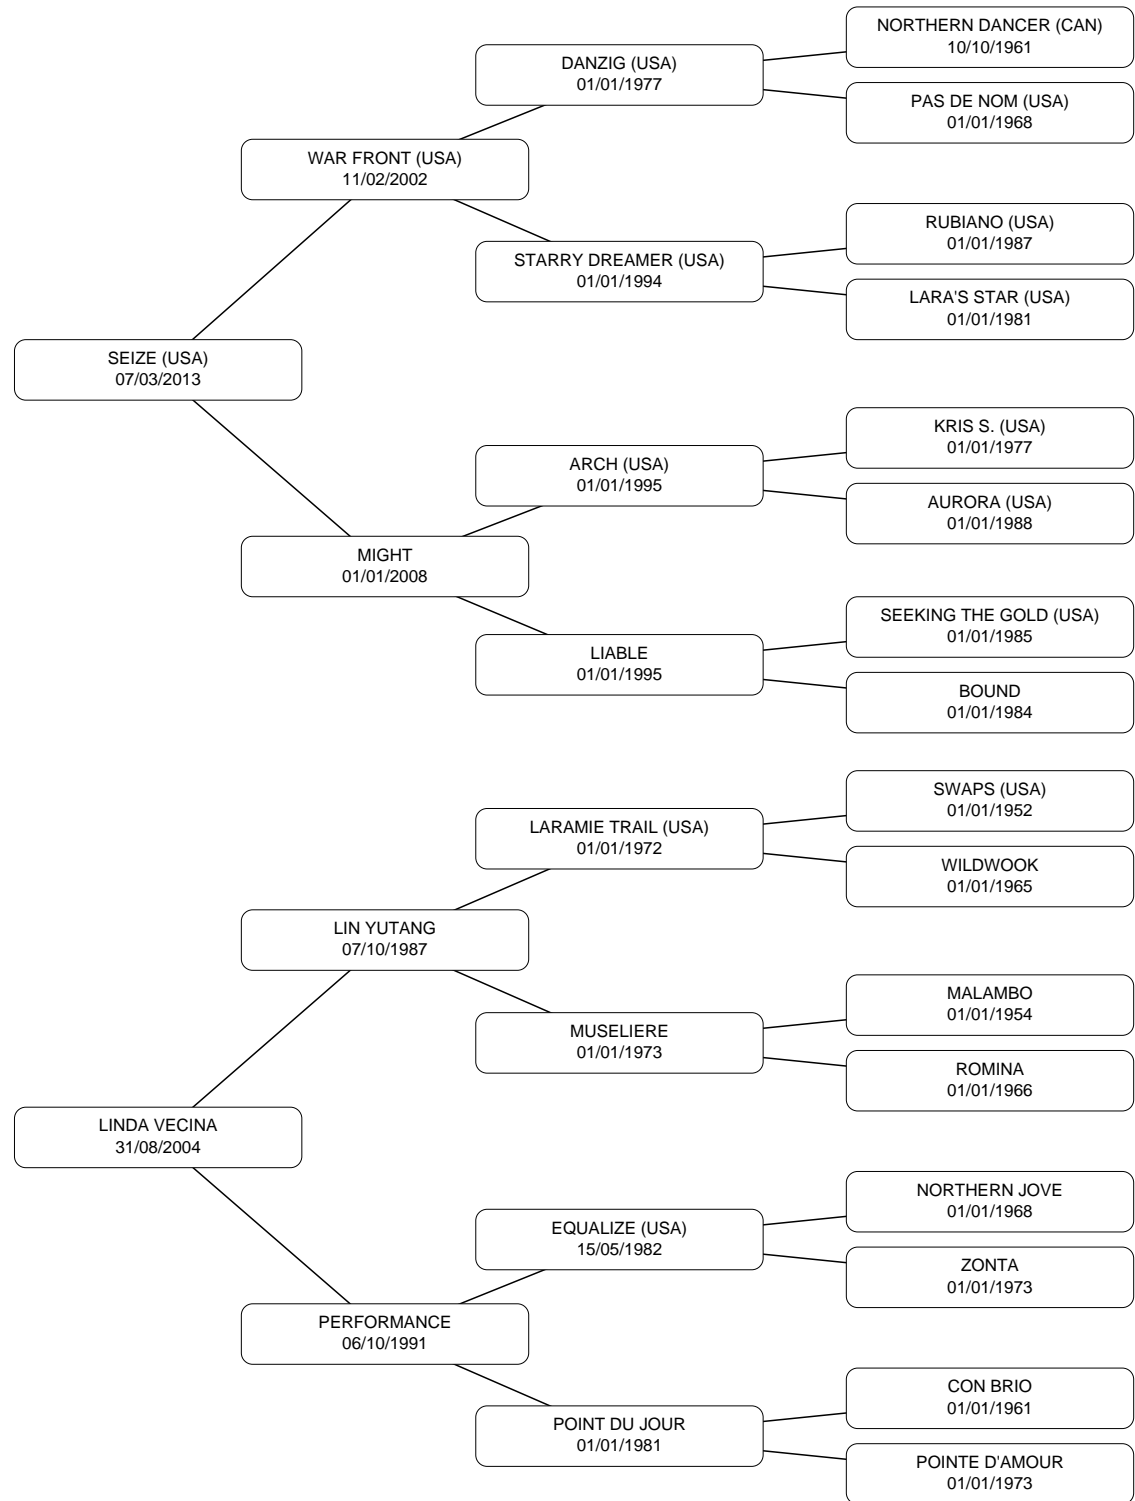 NORTHERN DANCER (CAN)
10/10/1961
DANZIG (USA)
01/01/1977
PAS DE NOM (USA)
01/01/1968
WAR FRONT (USA)
11/02/2002
RUBIANO (USA)
01/01/1987
STARRY DREAMER (USA)
01/01/1994
LARA'S STAR (USA)
01/01/1981
SEIZE (USA)
07/03/2013
KRIS S. (USA)
01/01/1977
ARCH (USA)
01/01/1995
AURORA (USA)
01/01/1988
MIGHT
01/01/2008
SEEKING THE GOLD (USA)
01/01/1985
LIABLE
01/01/1995
BOUND
01/01/1984
SWAPS (USA)
01/01/1952
LARAMIE TRAIL (USA)
01/01/1972
WILDWOOK
01/01/1965
LIN YUTANG
07/10/1987
MALAMBO
01/01/1954
MUSELIERE
01/01/1973
ROMINA
01/01/1966
LINDA VECINA
31/08/2004
NORTHERN JOVE
01/01/1968
EQUALIZE (USA)
15/05/1982
ZONTA
01/01/1973
PERFORMANCE
06/10/1991
CON BRIO
01/01/1961
POINT DU JOUR
01/01/1981
POINTE D'AMOUR
01/01/1973